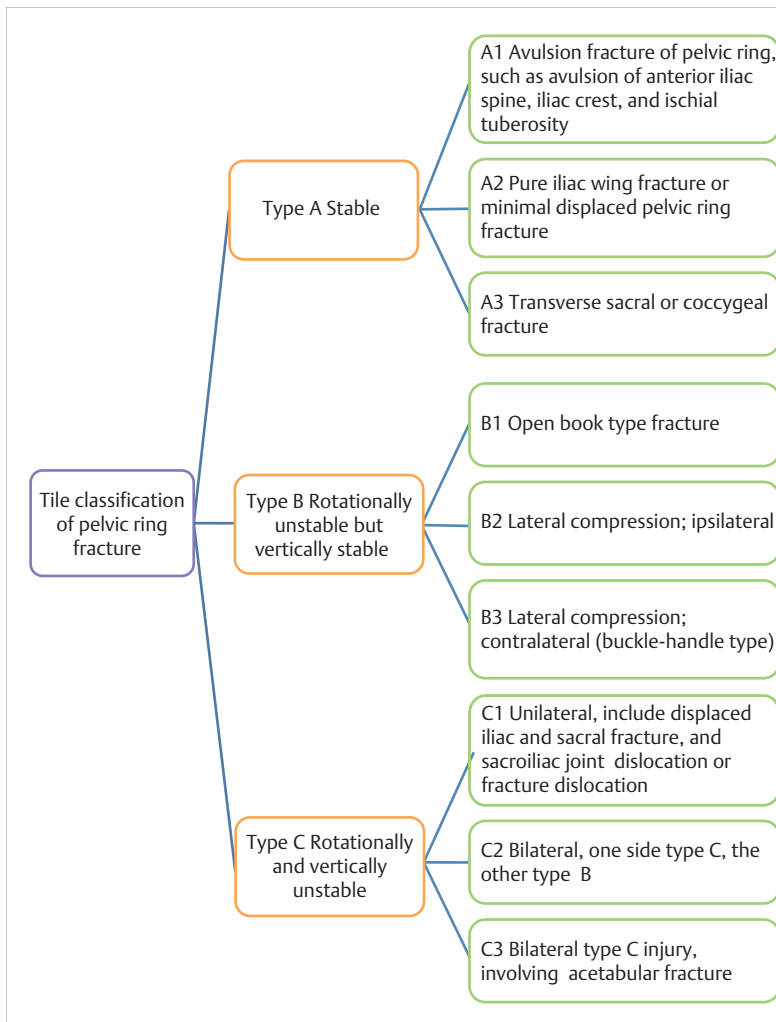 A1 Avulsion fracture of pelvic ring,
such as avulsion of anterior iliac
spine, iliac crest, and ischial
tuberosity
Type A Stable
A2 Pure iliac wing fracture or
minimal displaced pelvic ring
fracture
A3 Transverse sacral or coccygeal
fracture
Tile classification
of pelvic ring
fracture
B1 Open book type fracture
Type B Rotationally
unstable but
vertically stable
B2 Lateral compression; ipsilateral
B3 Lateral compression;
contralateral (buckle-handle type)
C1 Unilateral, include displaced
iliac and sacral fracture, and
sacroiliac joint dislocation or
fracture dislocation
Type C Rotationally
and vertically
unstable
C2 Bilateral, one side type C, the
other type B
C3 Bilateral type C injury,
involving acetabular fracture